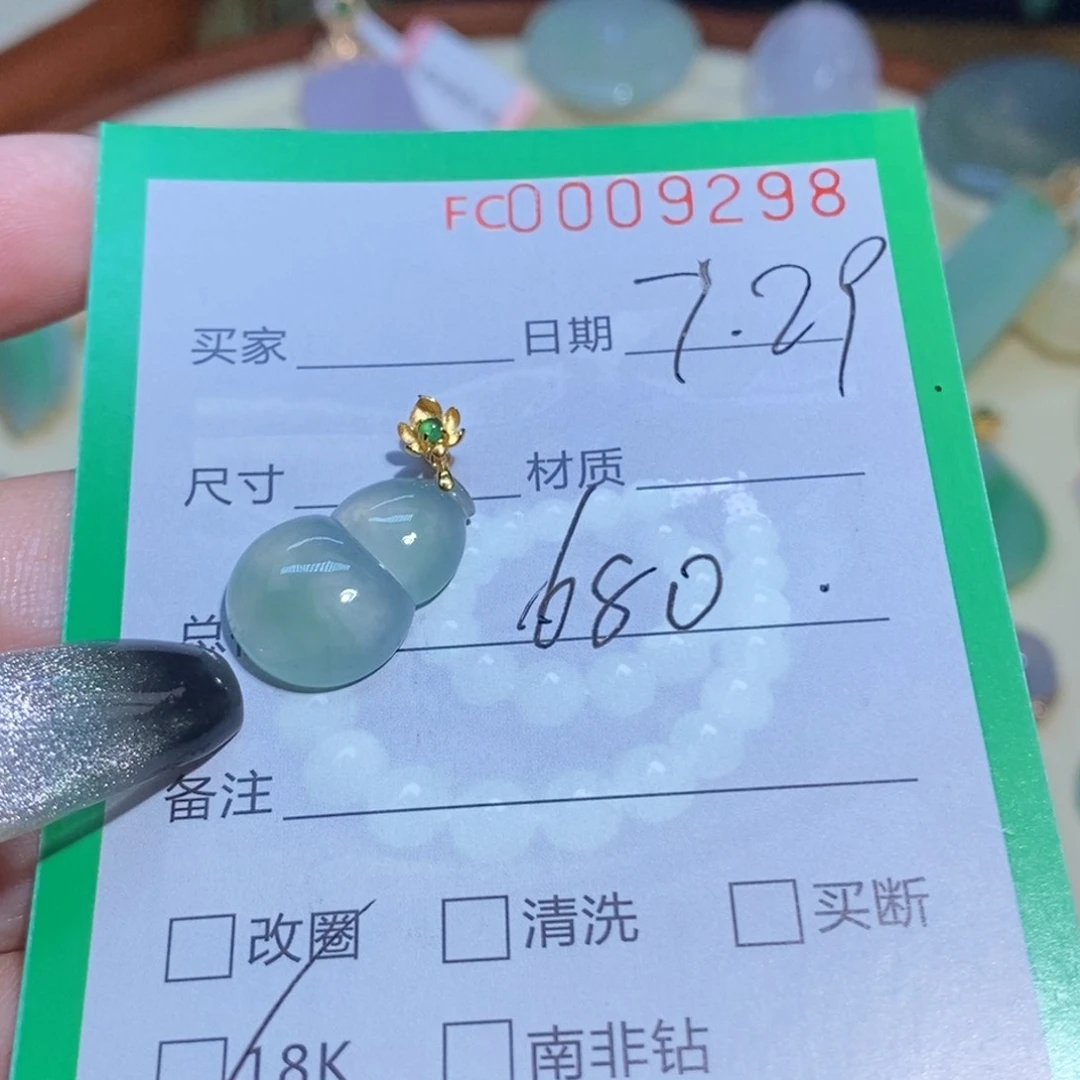 FC0009298
买家 日期 7.29
尺寸 材质
总 680
备注
改圈 清洗 买断
18K 南非钻